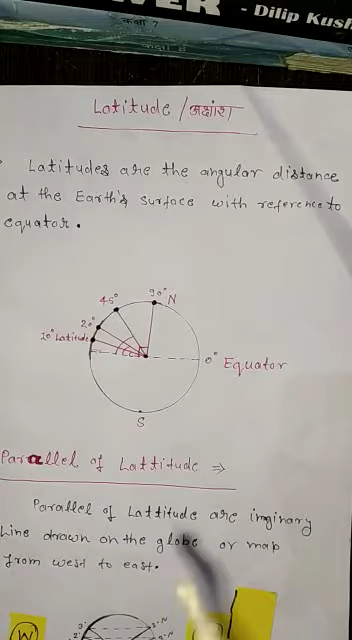 - Dilip Kush
कक्षा 7
Latitude / अक्षांश
Latitudes are the angular distance
at the Earth's surface with reference to
equator.
90° N
45°
20°
10° Latitude
0° Equator
S
Parallel of Lattitude ⇒
Parallel of Lattitude are imginary
Line drawn on the globe or map
from west to east.
W